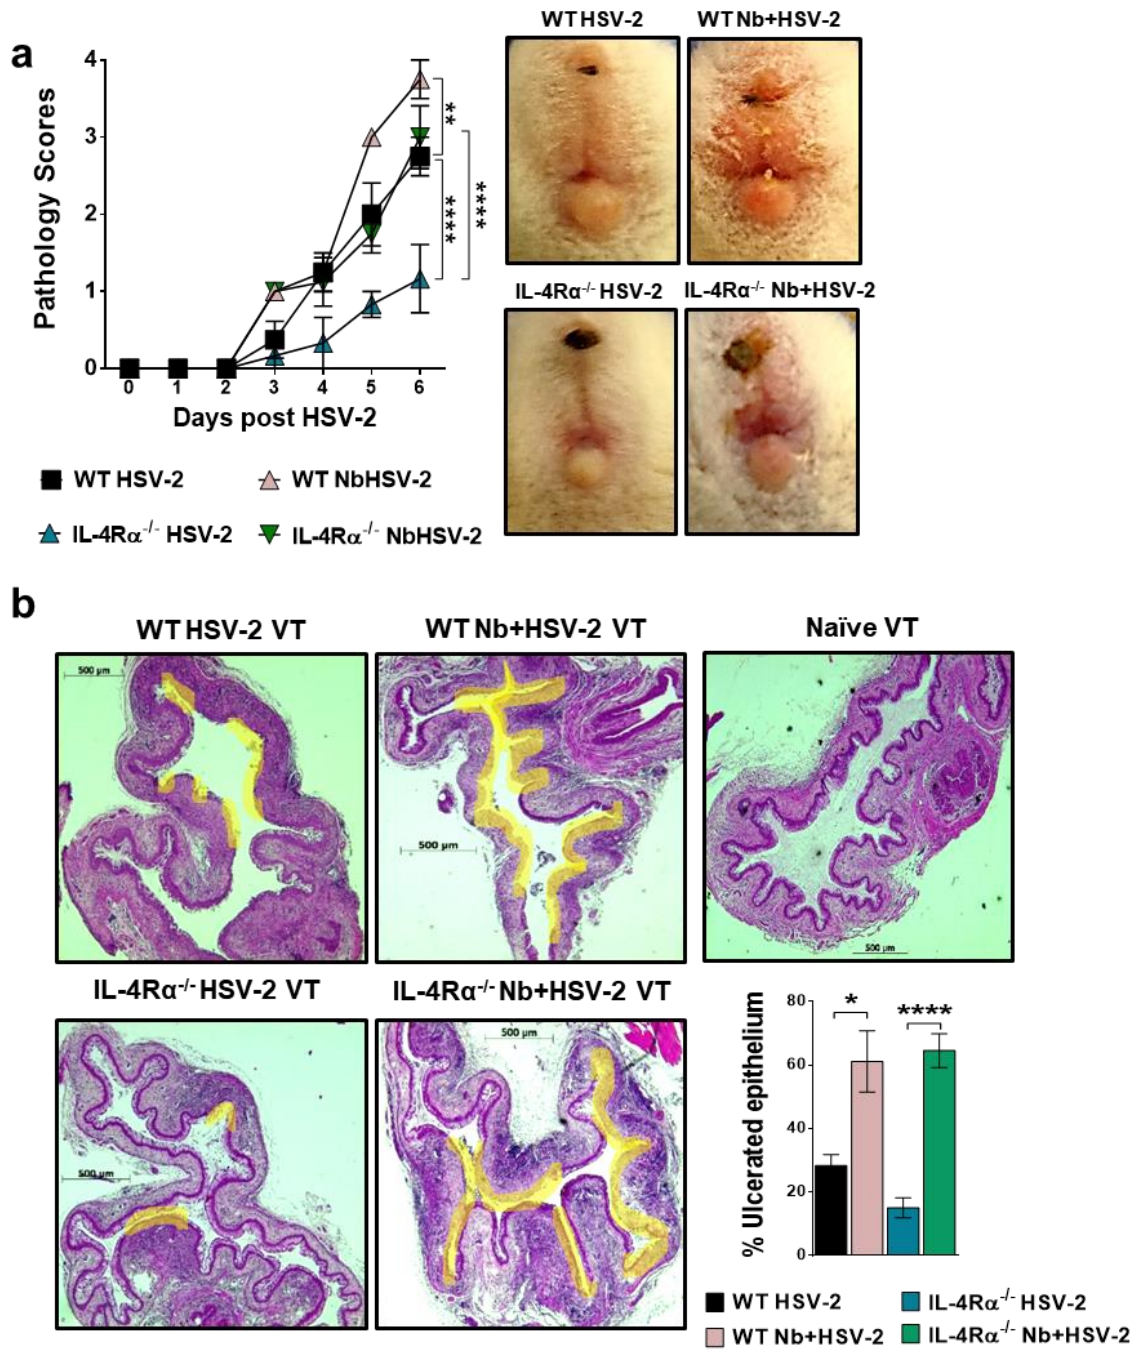 a
WT HSV-2
WT Nb+HSV-2
Pathology Scores
4
3
2
1
0
0 1 2 3 4 5 6
Days post HSV-2
**
****
****
WT HSV-2
WT NbHSV-2
IL-4Rα-/- HSV-2
IL-4Rα-/- NbHSV-2
IL-4Rα-/- HSV-2
IL-4Rα-/- Nb+HSV-2
b
WT HSV-2 VT
WT Nb+HSV-2 VT
Naïve VT
500 µm
500 µm
500 µm
IL-4Rα-/- HSV-2 VT
IL-4Rα-/- Nb+HSV-2 VT
500 µm
500 µm
% Ulcerated epithelium
80
60
40
20
0
*
****
WT HSV-2
IL-4Rα-/- HSV-2
WT Nb+HSV-2
IL-4Rα-/- Nb+HSV-2